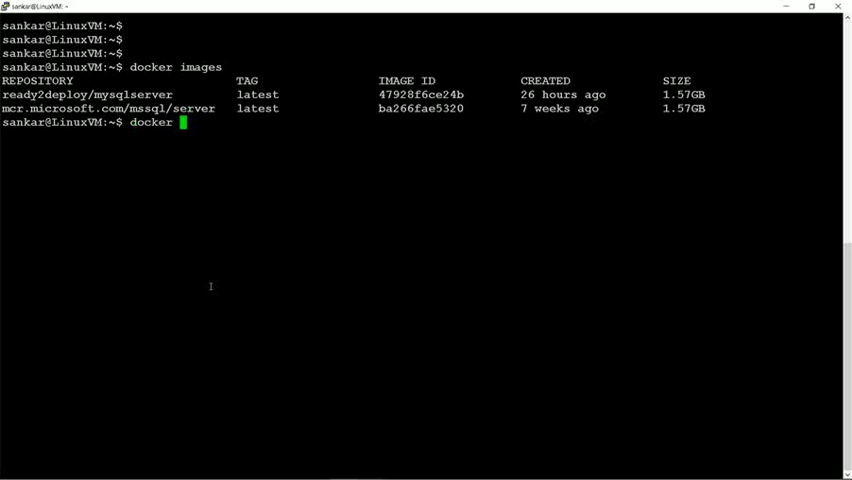 sankar@LinuxVM: ~
sankar@LinuxVM:~$
sankar@LinuxVM:~$
sankar@LinuxVM:~$
sankar@LinuxVM:~$ docker images
REPOSITORY TAG IMAGE ID CREATED SIZE
ready2deploy/mysqlserver latest 47928f6ce24b 26 hours ago 1.57GB
mcr.microsoft.com/mssql/server latest ba266fae5320 7 weeks ago 1.57GB
sankar@LinuxVM:~$ docker